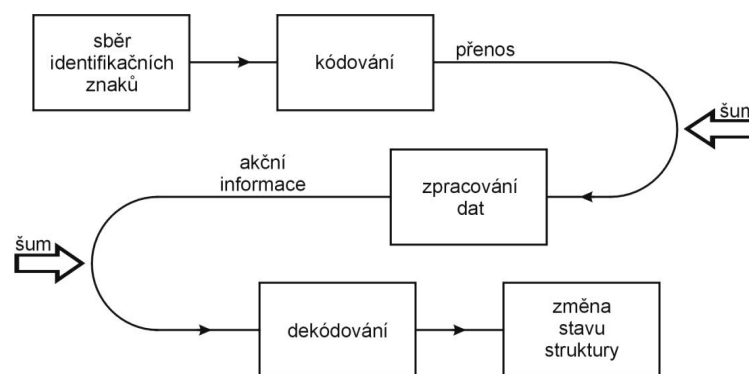 sběr
identifikačních
znaků
kódování
přenos
šum
akční
informace
zpracování
dat
šum
dekódování
změna
stavu
struktury